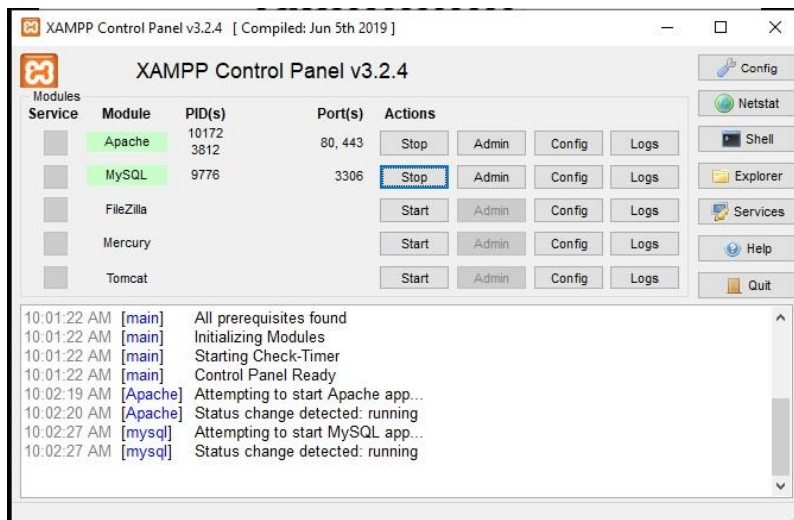 XAMPP Control Panel v3.2.4 [ Compiled: Jun 5th 2019 ]
XAMPP Control Panel v3.2.4
Config
Modules
Service Module PID(s) Port(s) Actions
Netstat
Apache 10172 3812 80, 443 Stop Admin Config Logs
Shell
MySQL 9776 3306 Stop Admin Config Logs
Explorer
FileZilla Start Admin Config Logs
Services
Mercury Start Admin Config Logs
Help
Tomcat Start Admin Config Logs
Quit
10:01:22 AM [main] All prerequisites found
10:01:22 AM [main] Initializing Modules
10:01:22 AM [main] Starting Check-Timer
10:01:22 AM [main] Control Panel Ready
10:02:19 AM [Apache] Attempting to start Apache app...
10:02:20 AM [Apache] Status change detected: running
10:02:27 AM [mysql] Attempting to start MySQL app...
10:02:27 AM [mysql] Status change detected: running